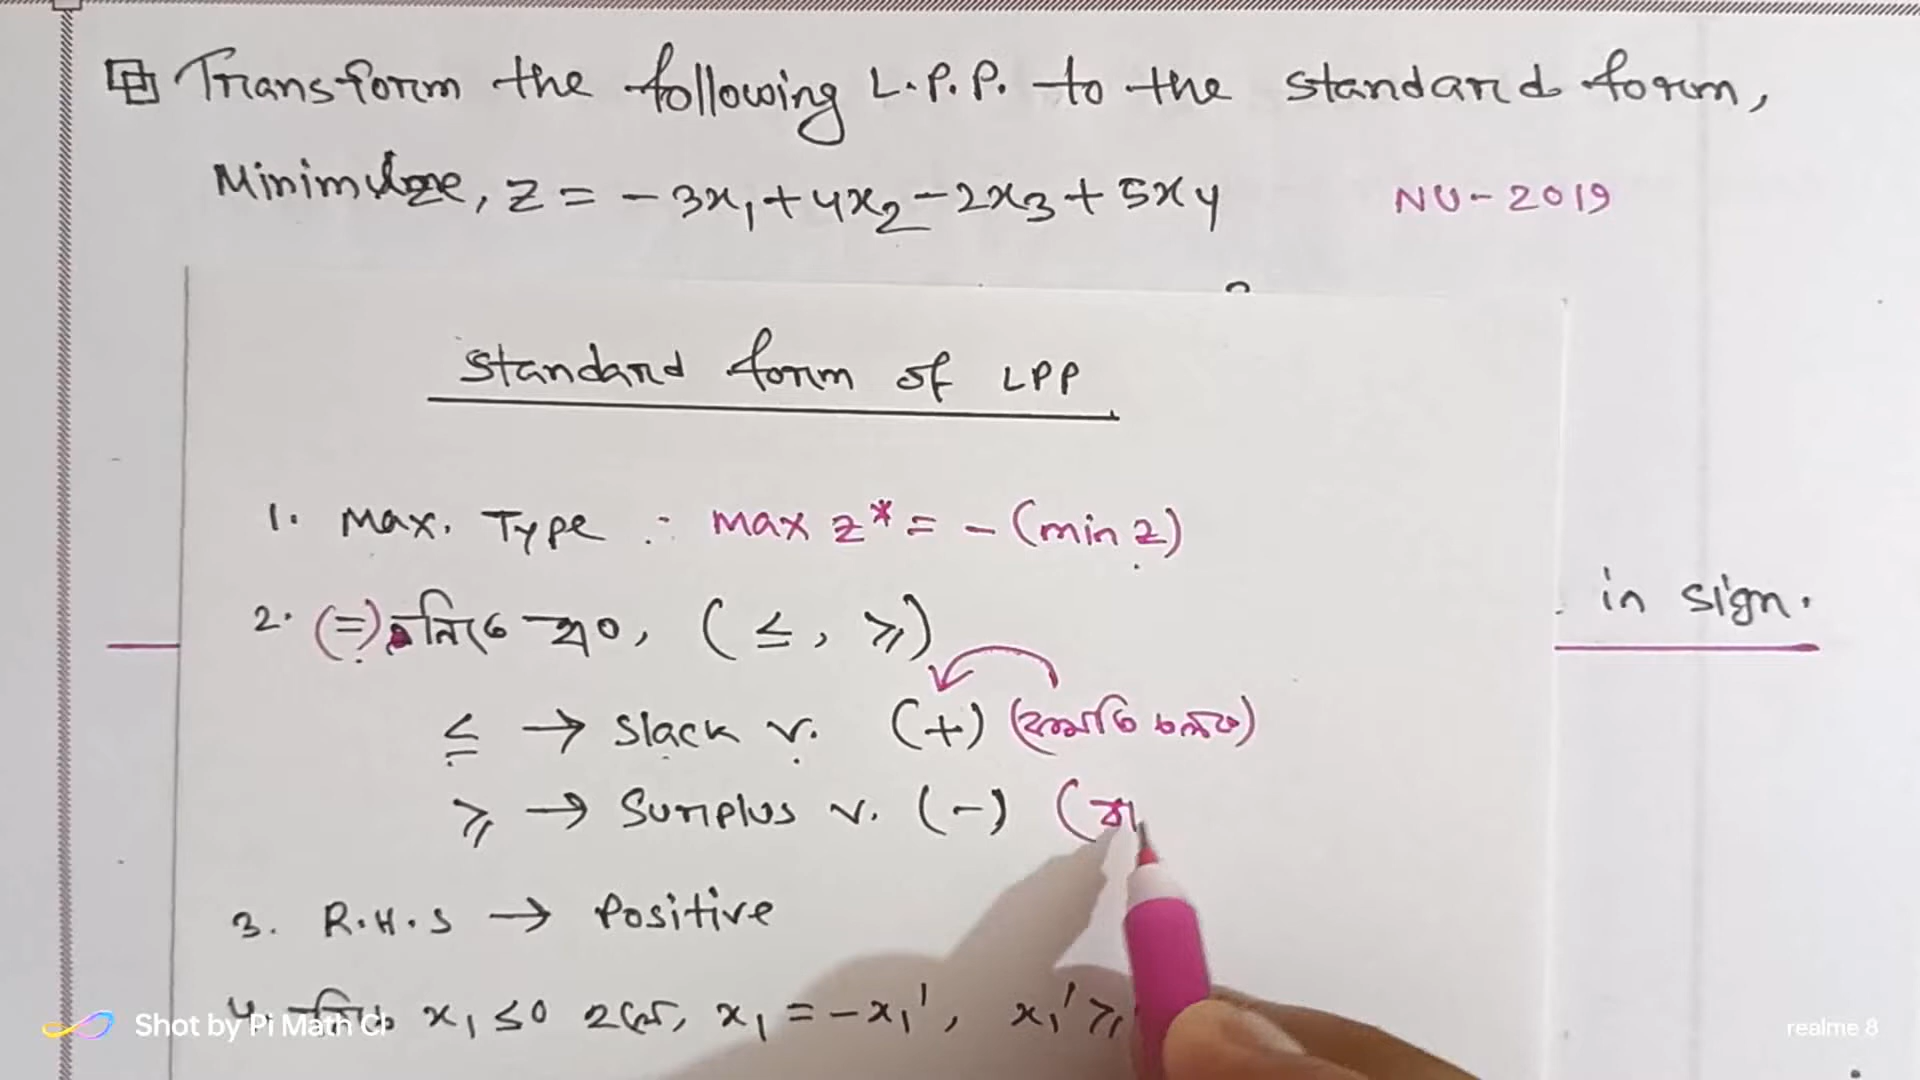 Transform the following L.P.P. to the standard form,
Minimize, z = -3x₁ + 4x₂ - 2x₃ + 5x4
NU-2019
Standard form of LPP
1. Max. Type : max z* = - (min z)
2. (=) (≤, ≥)
in sign.
≤ → Slack v. (+)
≥ → Surplus v. (-) (
3. R.H.S → Positive
4. x₁ ≤ 0 হলে, x₁ = -x₁', x₁' ≥
Shot by Pi Math Cl
realme 8